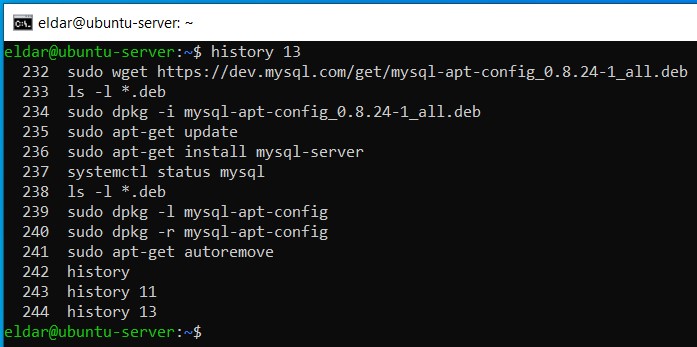 eldar@ubuntu-server: ~
eldar@ubuntu-server:~$ history 13
232 sudo wget https://dev.mysql.com/get/mysql-apt-config_0.8.24-1_all.deb
233 ls -l *.deb
234 sudo dpkg -i mysql-apt-config_0.8.24-1_all.deb
235 sudo apt-get update
236 sudo apt-get install mysql-server
237 systemctl status mysql
238 ls -l *.deb
239 sudo dpkg -l mysql-apt-config
240 sudo dpkg -r mysql-apt-config
241 sudo apt-get autoremove
242 history
243 history 11
244 history 13
eldar@ubuntu-server:~$